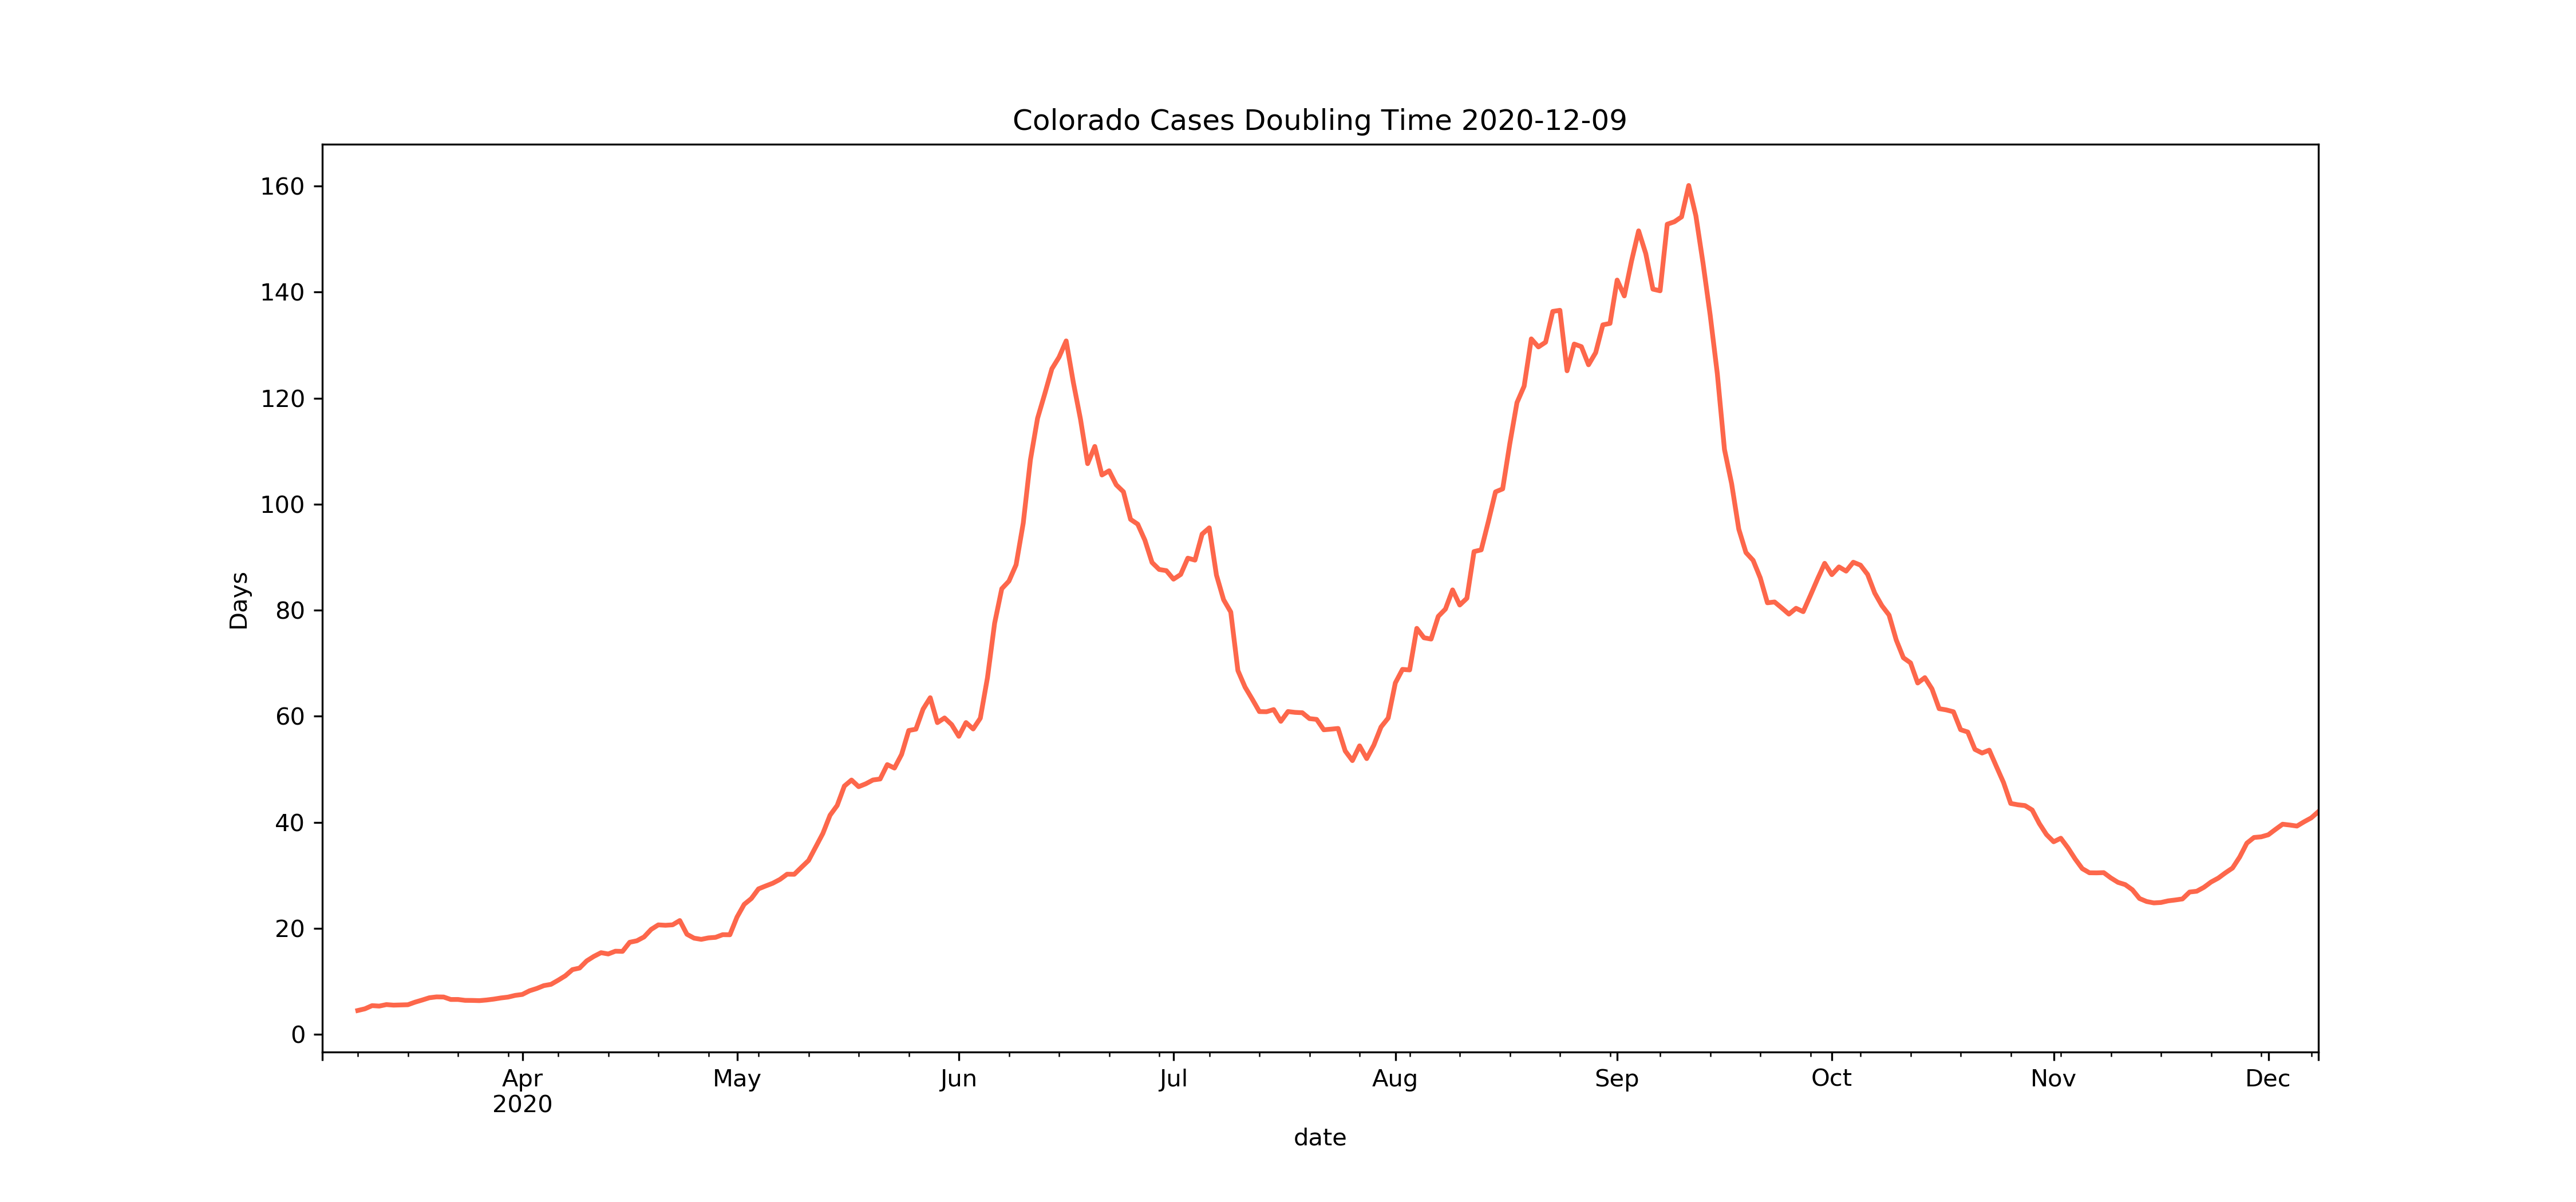 Colorado Cases Doubling Time 2020-12-09
160
140
120
100
80
60
40
20
0
Days
Apr
2020
May
Jun
Jul
Aug
Sep
Oct
Nov
Dec
date